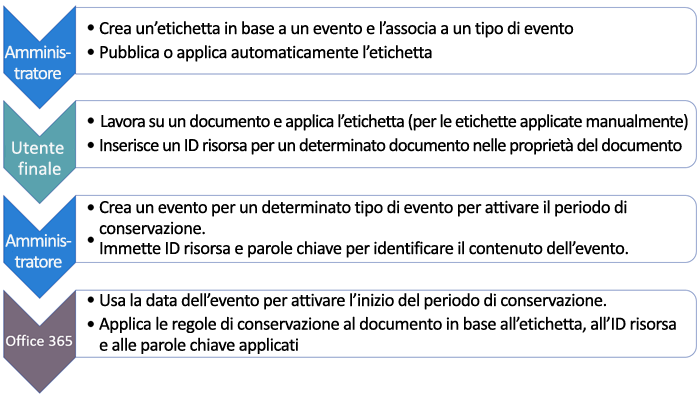 Amminis-
tratore
• Crea un'etichetta in base a un evento e l'associa a un tipo di evento
• Pubblica o applica automaticamente l'etichetta
Utente
finale
• Lavora su un documento e applica l'etichetta (per le etichette applicate manualmente)
• Inserisce un ID risorsa per un determinato documento nelle proprietà del documento
Amminis-
tratore
• Crea un evento per un determinato tipo di evento per attivare il periodo di
conservazione.
• Immette ID risorsa e parole chiave per identificare il contenuto dell'evento.
Office 365
• Usa la data dell'evento per attivare l'inizio del periodo di conservazione.
• Applica le regole di conservazione al documento in base all'etichetta, all'ID risorsa
e alle parole chiave applicati